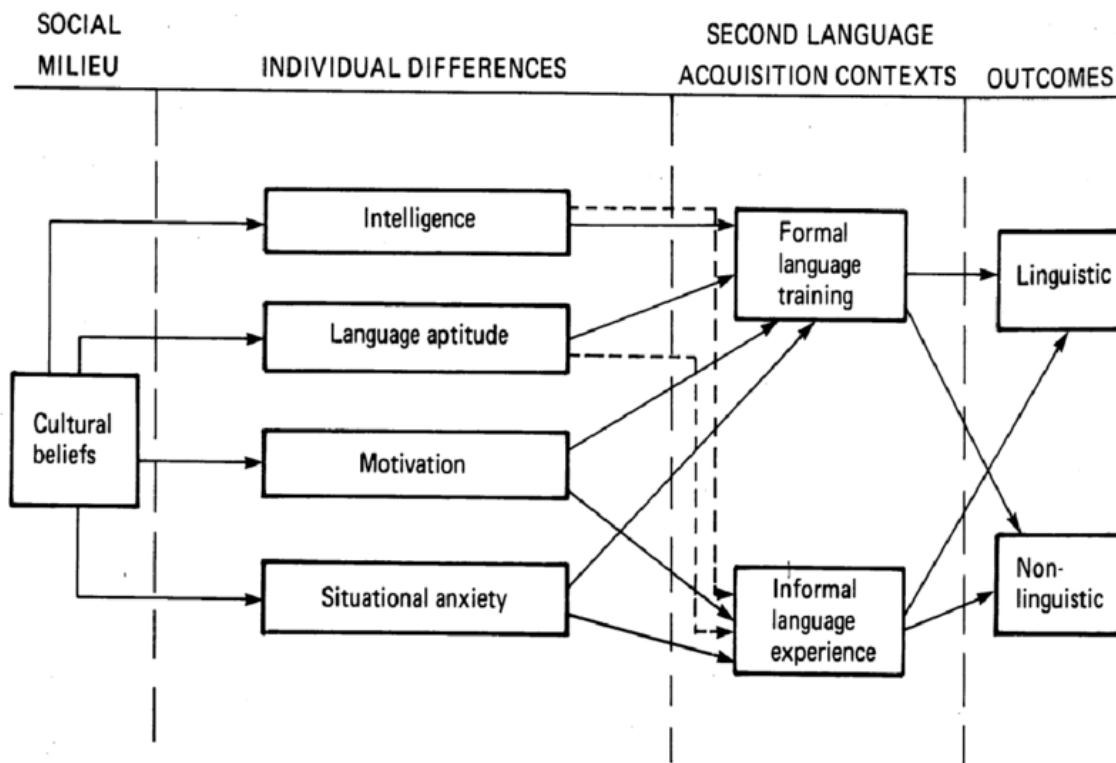 SOCIAL
MILIEU
INDIVIDUAL DIFFERENCES
SECOND LANGUAGE
ACQUISITION CONTEXTS
OUTCOMES
Intelligence
Language aptitude
Cultural
beliefs
Motivation
Situational anxiety
Formal
language
training
Informal
language
experience
Linguistic
Non-
linguistic